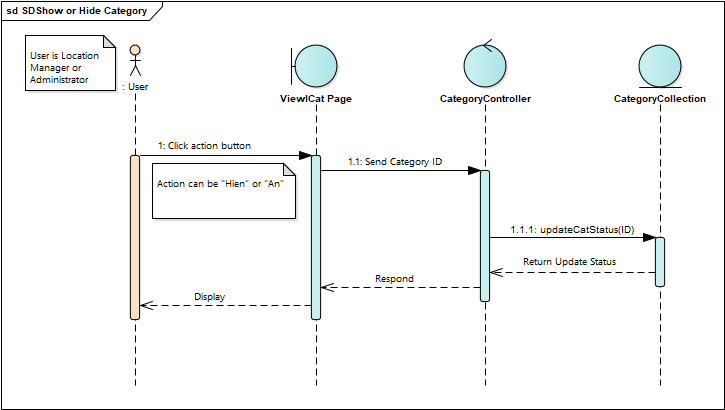 sd SDShow or Hide Category
User is Location
Manager or
Administrator
: User
ViewlCat Page
CategoryController
CategoryCollection
1: Click action button
1.1: Send Category ID
Action can be "Hien" or "An"
1.1.1: updateCatStatus(ID)
Return Update Status
Respond
Display